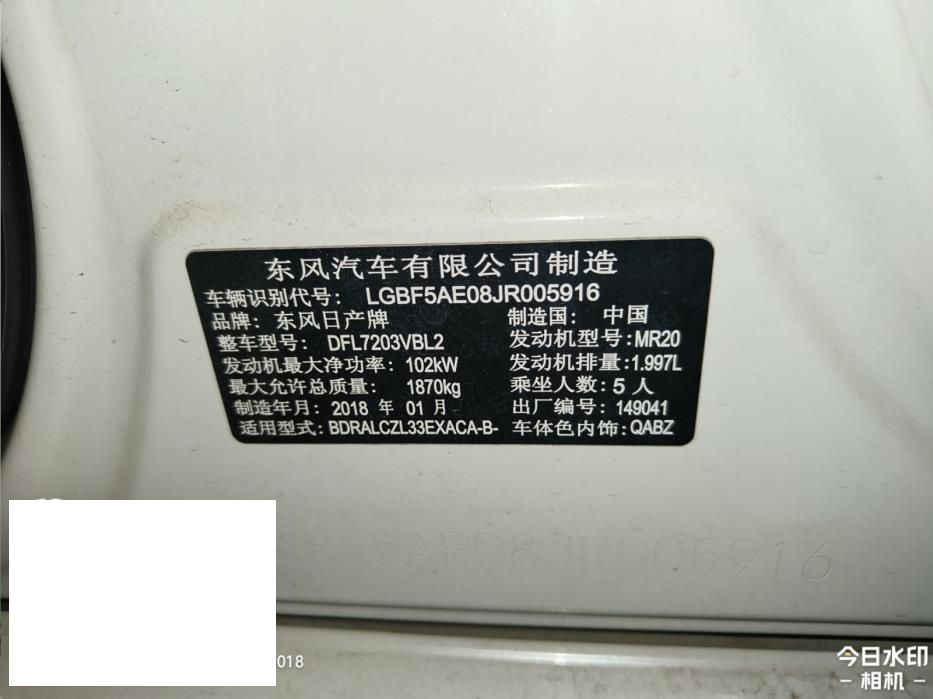 东风汽车有限公司制造
车辆识别代号: LGBF5AE08JR005916
品牌: 东风日产牌 制造国: 中国
整车型号: DFL7203VBL2 发动机型号:MR20
发动机最大净功率: 102kW 发动机排量:1.997L
最大允许总质量: 1870kg 乘坐人数: 5 人
制造年月: 2018 年 01 月 出厂编号: 149041
适用型式: BDRALCZL33EXACA-B- 车体色内饰: QABZ
BF5AE08JR005916
2018
今日水印
- 相机 -